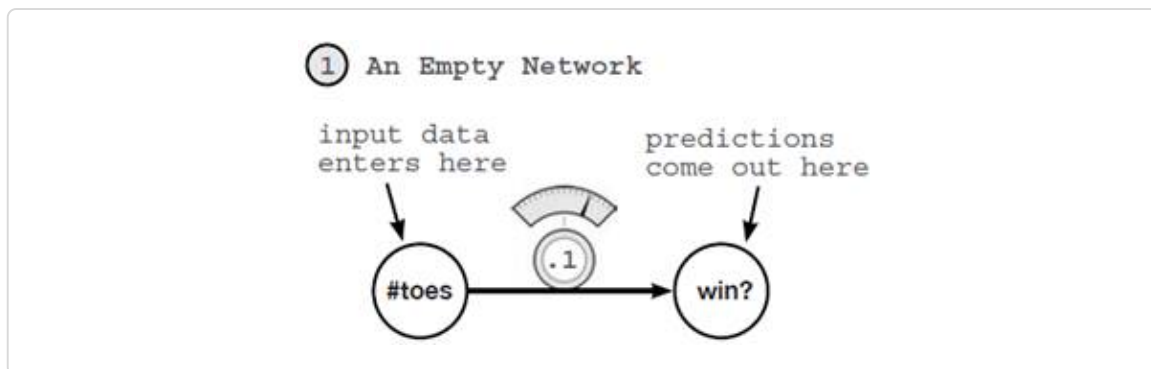 1 An Empty Network
input data
enters here
predictions
come out here
.1
#toes
win?